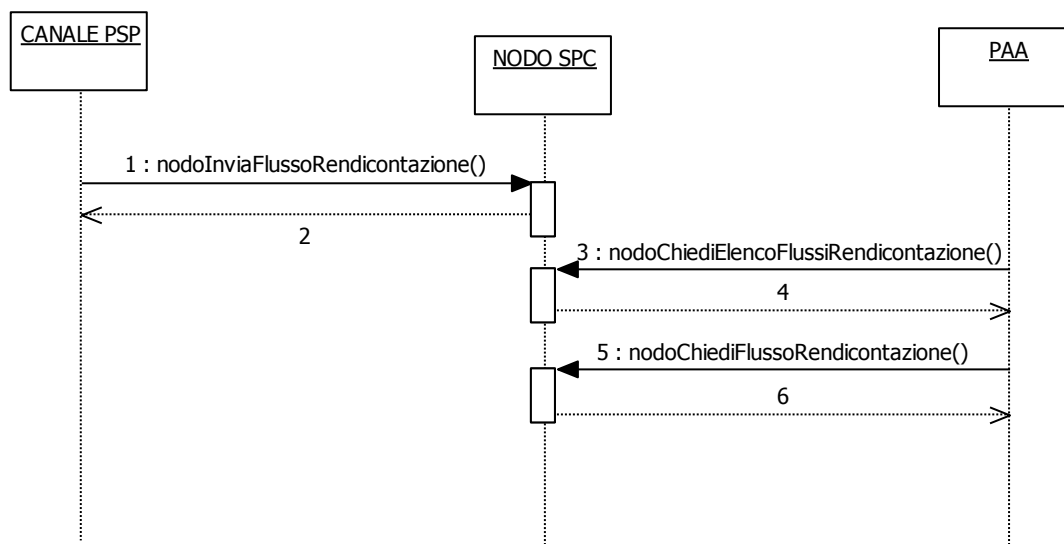 CANALE PSP
NODO SPC
PAA
1 : nodoInviaFlussoRendicontazione()
2
3 : nodoChiediElencoFlussiRendicontazione()
4
5 : nodoChiediFlussoRendicontazione()
6